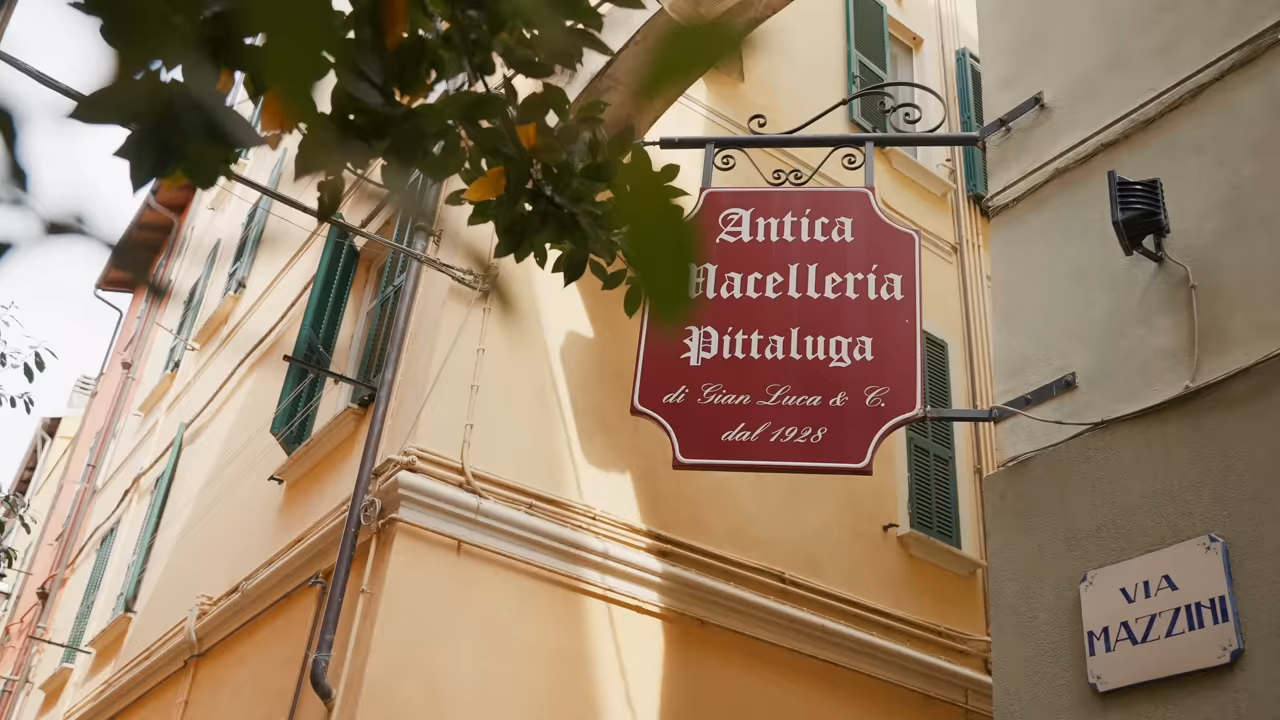 Antica
Macelleria
Pittaluga
di Gian Luca & C.
dal 1928
VIA
MAZZINI